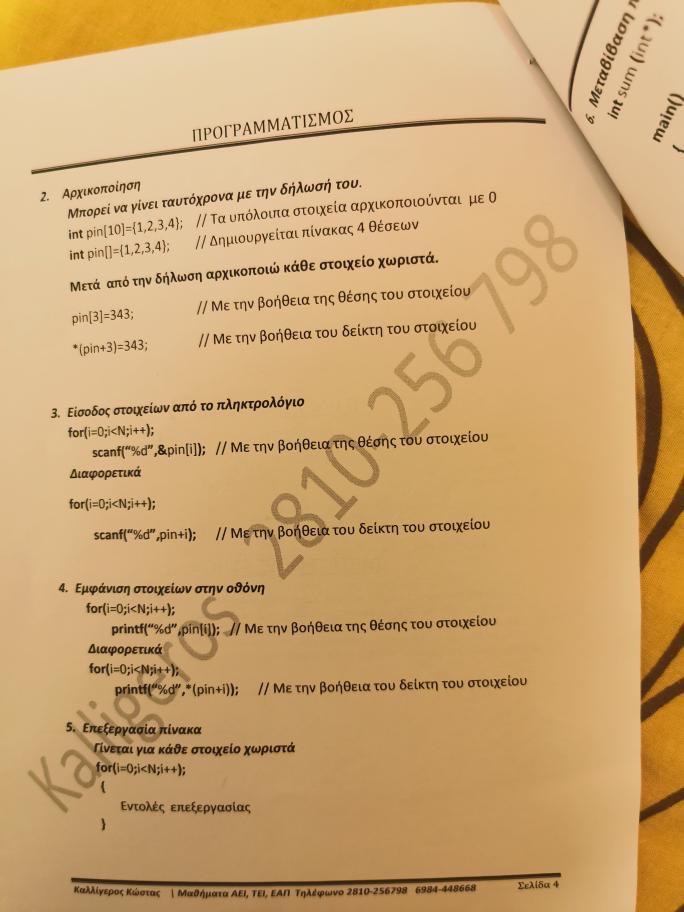 6. Μεταβίβαση
int sum (int*);
main()
{
ΠΡΟΓΡΑΜΜΑΤΙΣΜΟΣ
2. Αρχικοποίηση
Μπορεί να γίνει ταυτόχρονα με την δήλωσή του.
int pin[10]={1,2,3,4}; // Τα υπόλοιπα στοιχεία αρχικοποιούνται με 0
int pin[]={1,2,3,4}; // Δημιουργείται πίνακας 4 θέσεων
Μετά από την δήλωση αρχικοποιώ κάθε στοιχείο χωριστά.
pin[3]=343; // Με την βοήθεια της θέσης του στοιχείου
*(pin+3)=343; // Με την βοήθεια του δείκτη του στοιχείου
3. Είσοδος στοιχείων από το πληκτρολόγιο
for(i=0;i<N;i++);
scanf(“%d”,&pin[i]); // Με την βοήθεια της θέσης του στοιχείου
Διαφορετικά
for(i=0;i<N;i++);
scanf(“%d”,pin+i); // Με την βοήθεια του δείκτη του στοιχείου
4. Εμφάνιση στοιχείων στην οθόνη
for(i=0;i<N;i++);
printf(“%d”,pin[i]); // Με την βοήθεια της θέσης του στοιχείου
Διαφορετικά
for(i=0;i<N;i++);
printf(“%d”,*(pin+i)); // Με την βοήθεια του δείκτη του στοιχείου
5. Επεξεργασία πίνακα
Γίνεται για κάθε στοιχείο χωριστά
for(i=0;i<N;i++);
{
Εντολές επεξεργασίας
}
Kalligeros 2810-256 798
Καλλίγερος Κώστας | Μαθήματα ΑΕΙ, ΤΕΙ, ΕΑΠ Τηλέφωνο 2810-256798 6984-448668 Σελίδα 4